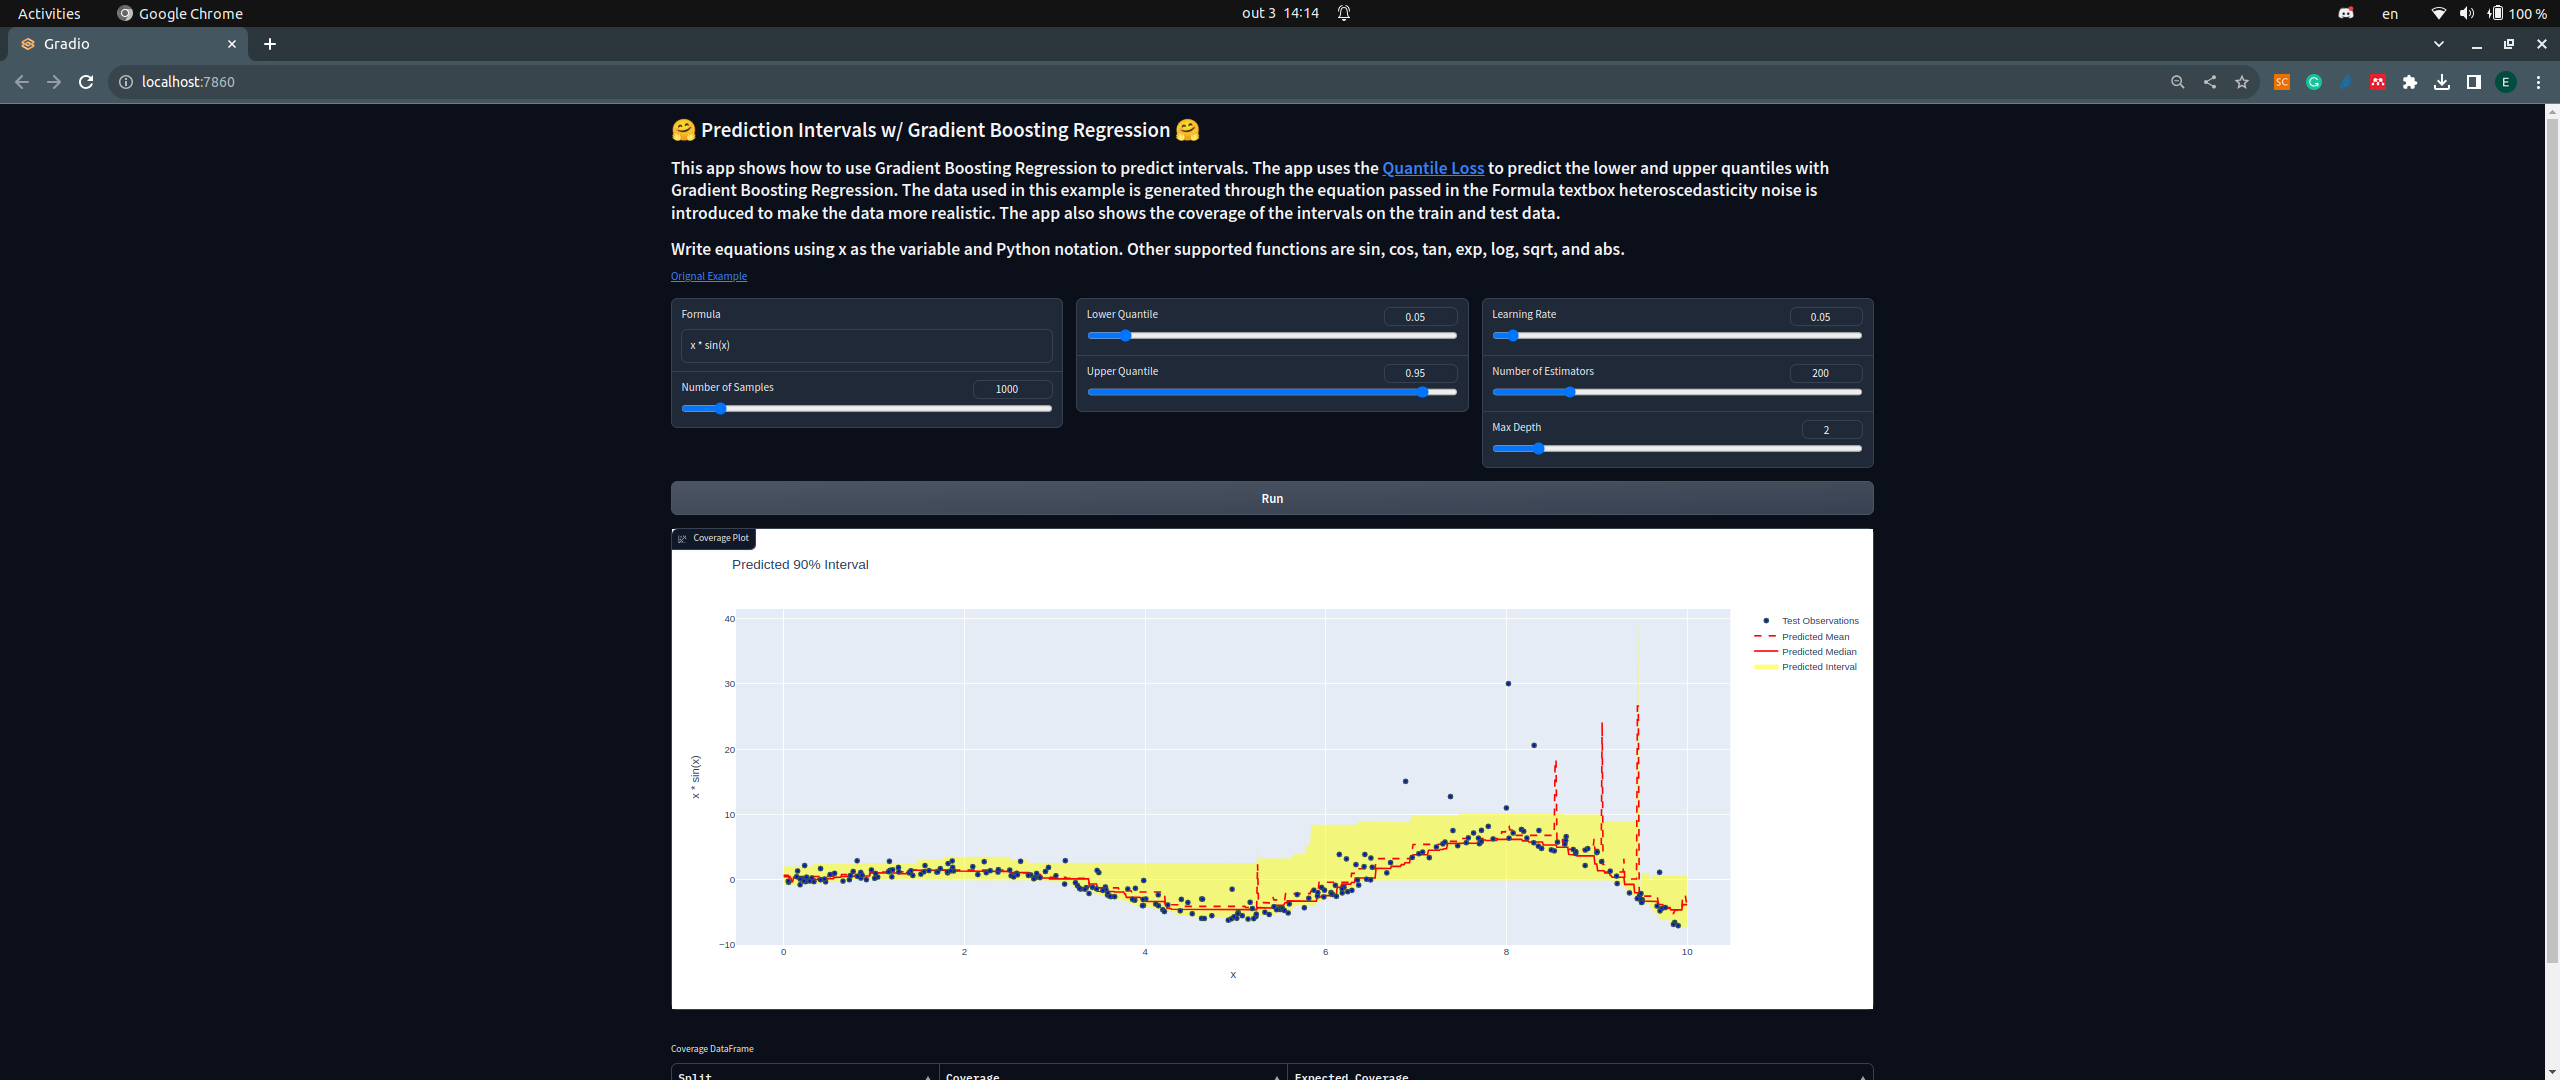 Activities Google Chrome out 3 14:14 en 100 %
Gradio
localhost:7860 SC G E
🤗 Prediction Intervals w/ Gradient Boosting Regression 🤗
This app shows how to use Gradient Boosting Regression to predict intervals. The app uses the Quantile Loss to predict the lower and upper quantiles with
Gradient Boosting Regression. The data used in this example is generated through the equation passed in the Formula textbox heteroscedasticity noise is
introduced to make the data more realistic. The app also shows the coverage of the intervals on the train and test data.
Write equations using x as the variable and Python notation. Other supported functions are sin, cos, tan, exp, log, sqrt, and abs.
Orignal Example
Formula
x * sin(x)
Number of Samples 1000
Lower Quantile 0.05
Upper Quantile 0.95
Learning Rate 0.05
Number of Estimators 200
Max Depth 2
Run
Coverage Plot
Predicted 90% Interval
40
30
20
10
0
−10
x * sin(x)
0 2 4 6 8 10
x
Test Observations
Predicted Mean
Predicted Median
Predicted Interval
Coverage DataFrame
Split Coverage Expected Coverage